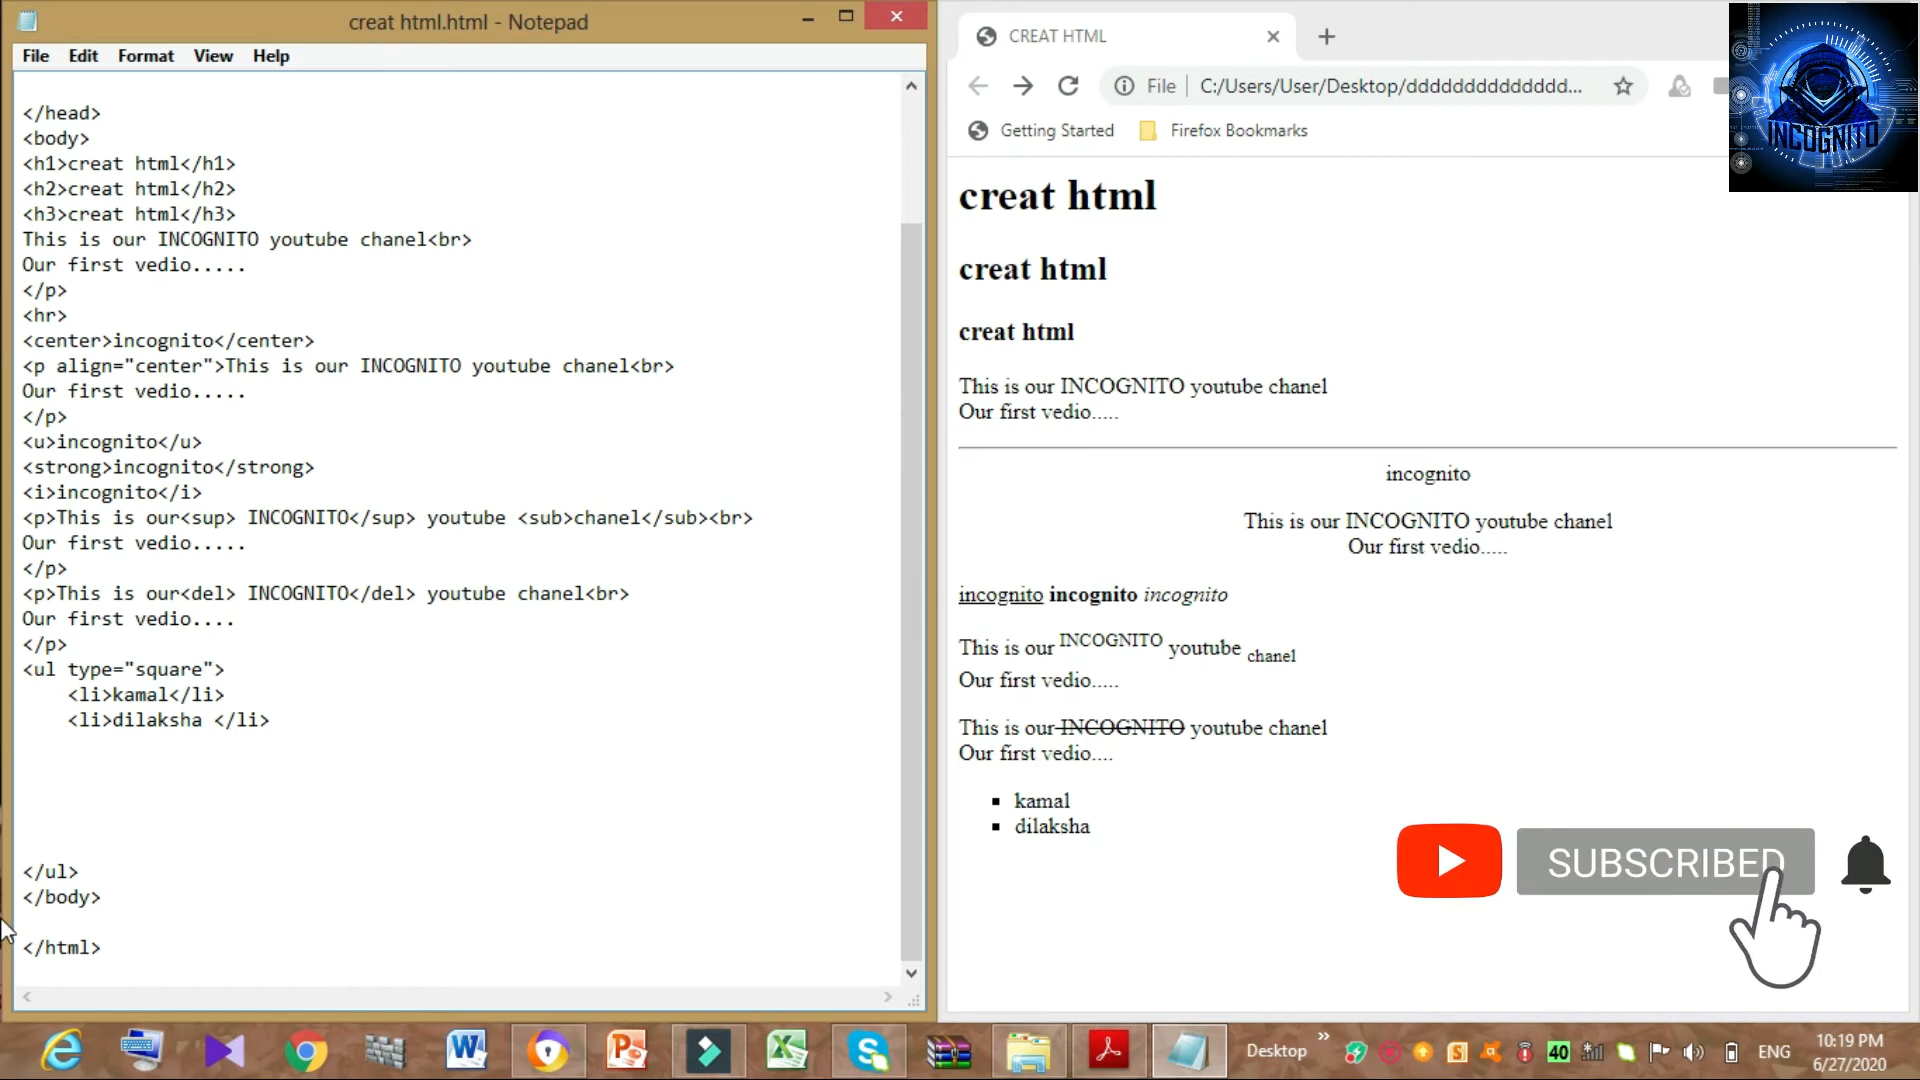 creat html.html - Notepad
File Edit Format View Help
</head>
<body>
<h1>creat html</h1>
<h2>creat html</h2>
<h3>creat html</h3>
This is our INCOGNITO youtube chanel<br>
Our first vedio.....
</p>
<hr>
<center>incognito</center>
<p align="center">This is our INCOGNITO youtube chanel<br>
Our first vedio.....
</p>
<u>incognito</u>
<strong>incognito</strong>
<i>incognito</i>
<p>This is our<sup> INCOGNITO</sup> youtube <sub>chanel</sub><br>
Our first vedio.....
</p>
<p>This is our<del> INCOGNITO</del> youtube chanel<br>
Our first vedio....
</p>
<ul type="square">
    <li>kamal</li>
    <li>dilaksha </li>
</ul>
</body>
</html>
CREAT HTML
File C:/Users/User/Desktop/dddddddddddddd...
Getting Started Firefox Bookmarks
INCOGNITO
creat html
creat html
creat html
This is our INCOGNITO youtube chanel
Our first vedio.....
incognito
This is our INCOGNITO youtube chanel
Our first vedio.....
incognito incognito incognito
This is our INCOGNITO youtube chanel
Our first vedio.....
This is our INCOGNITO youtube chanel
Our first vedio....
kamal
dilaksha
SUBSCRIBED
Desktop
40
ENG
10:19 PM
6/27/2020